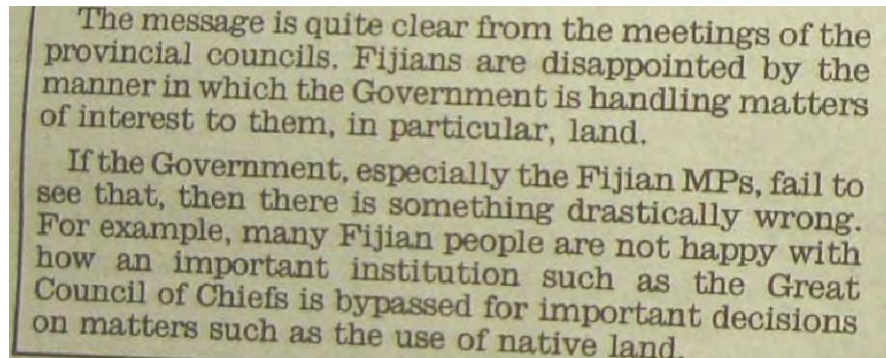 The message is quite clear from the meetings of the
provincial councils. Fijians are disappointed by the
manner in which the Government is handling matters
of interest to them, in particular, land.
If the Government, especially the Fijian MPs, fail to
see that, then there is something drastically wrong.
For example, many Fijian people are not happy with
how an important institution such as the Great
Council of Chiefs is bypassed for important decisions
on matters such as the use of native land.